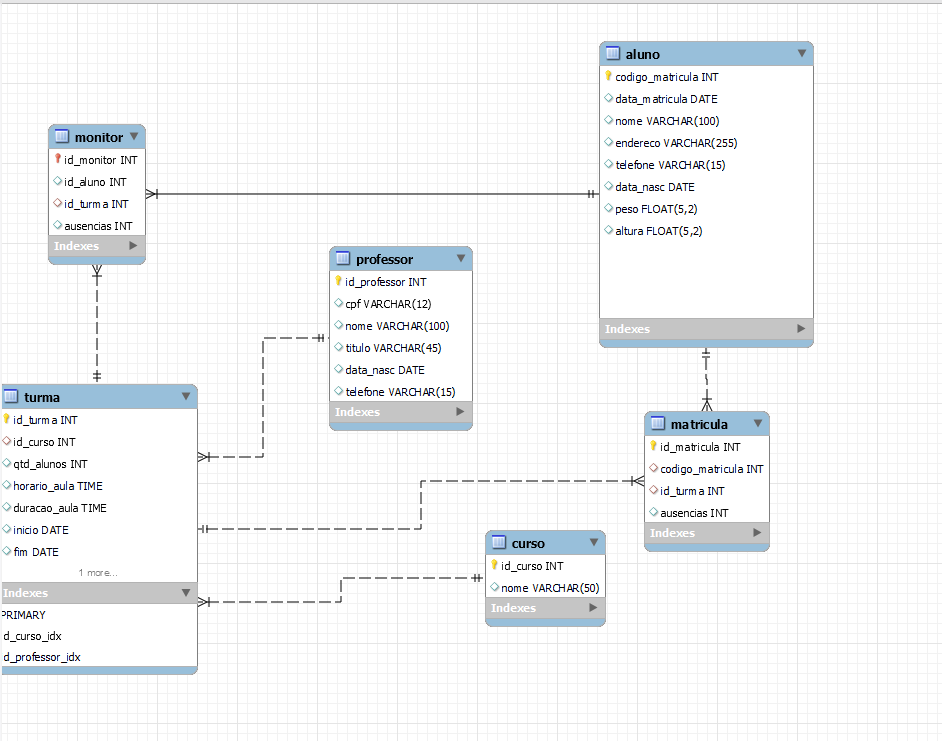 aluno
codigo_matricula INT
data_matricula DATE
nome VARCHAR(100)
endereco VARCHAR(255)
telefone VARCHAR(15)
data_nasc DATE
peso FLOAT(5,2)
altura FLOAT(5,2)
Indexes
monitor
id_monitor INT
id_aluno INT
id_turma INT
ausencias INT
Indexes
professor
id_professor INT
cpf VARCHAR(12)
nome VARCHAR(100)
titulo VARCHAR(45)
data_nasc DATE
telefone VARCHAR(15)
Indexes
turma
id_turma INT
id_curso INT
qtd_alunos INT
horario_aula TIME
duracao_aula TIME
inicio DATE
fim DATE
1 more...
Indexes
PRIMARY
d_curso_idx
d_professor_idx
matricula
id_matricula INT
codigo_matricula INT
id_turma INT
ausencias INT
Indexes
curso
id_curso INT
nome VARCHAR(50)
Indexes